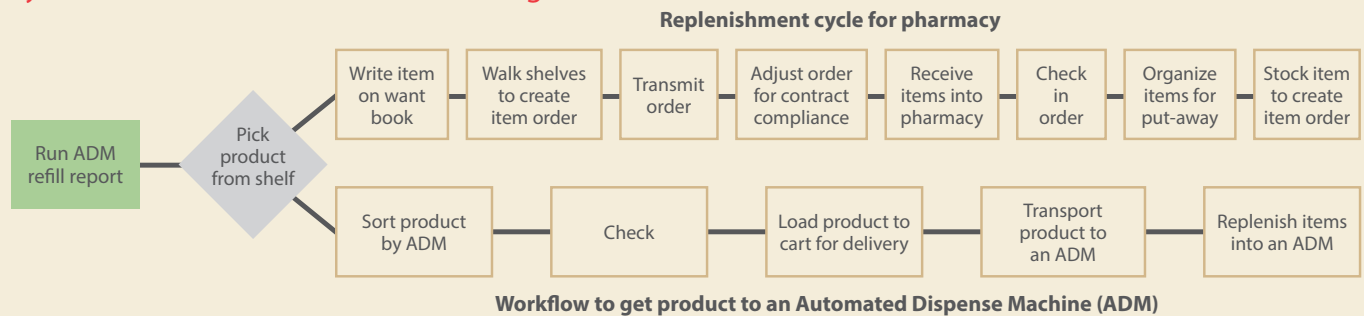 Replenishment cycle for pharmacy
Run ADM
refill report
Pick
product
from shelf
Write item
on want
book
Walk shelves
to create
item order
Transmit
order
Adjust order
for contract
compliance
Receive
items into
pharmacy
Check
in
order
Organize
items for
put-away
Stock item
to create
item order
Sort product
by ADM
Check
Load product to
cart for delivery
Transport
product to
an ADM
Replenish items
into an ADM
Workflow to get product to an Automated Dispense Machine (ADM)